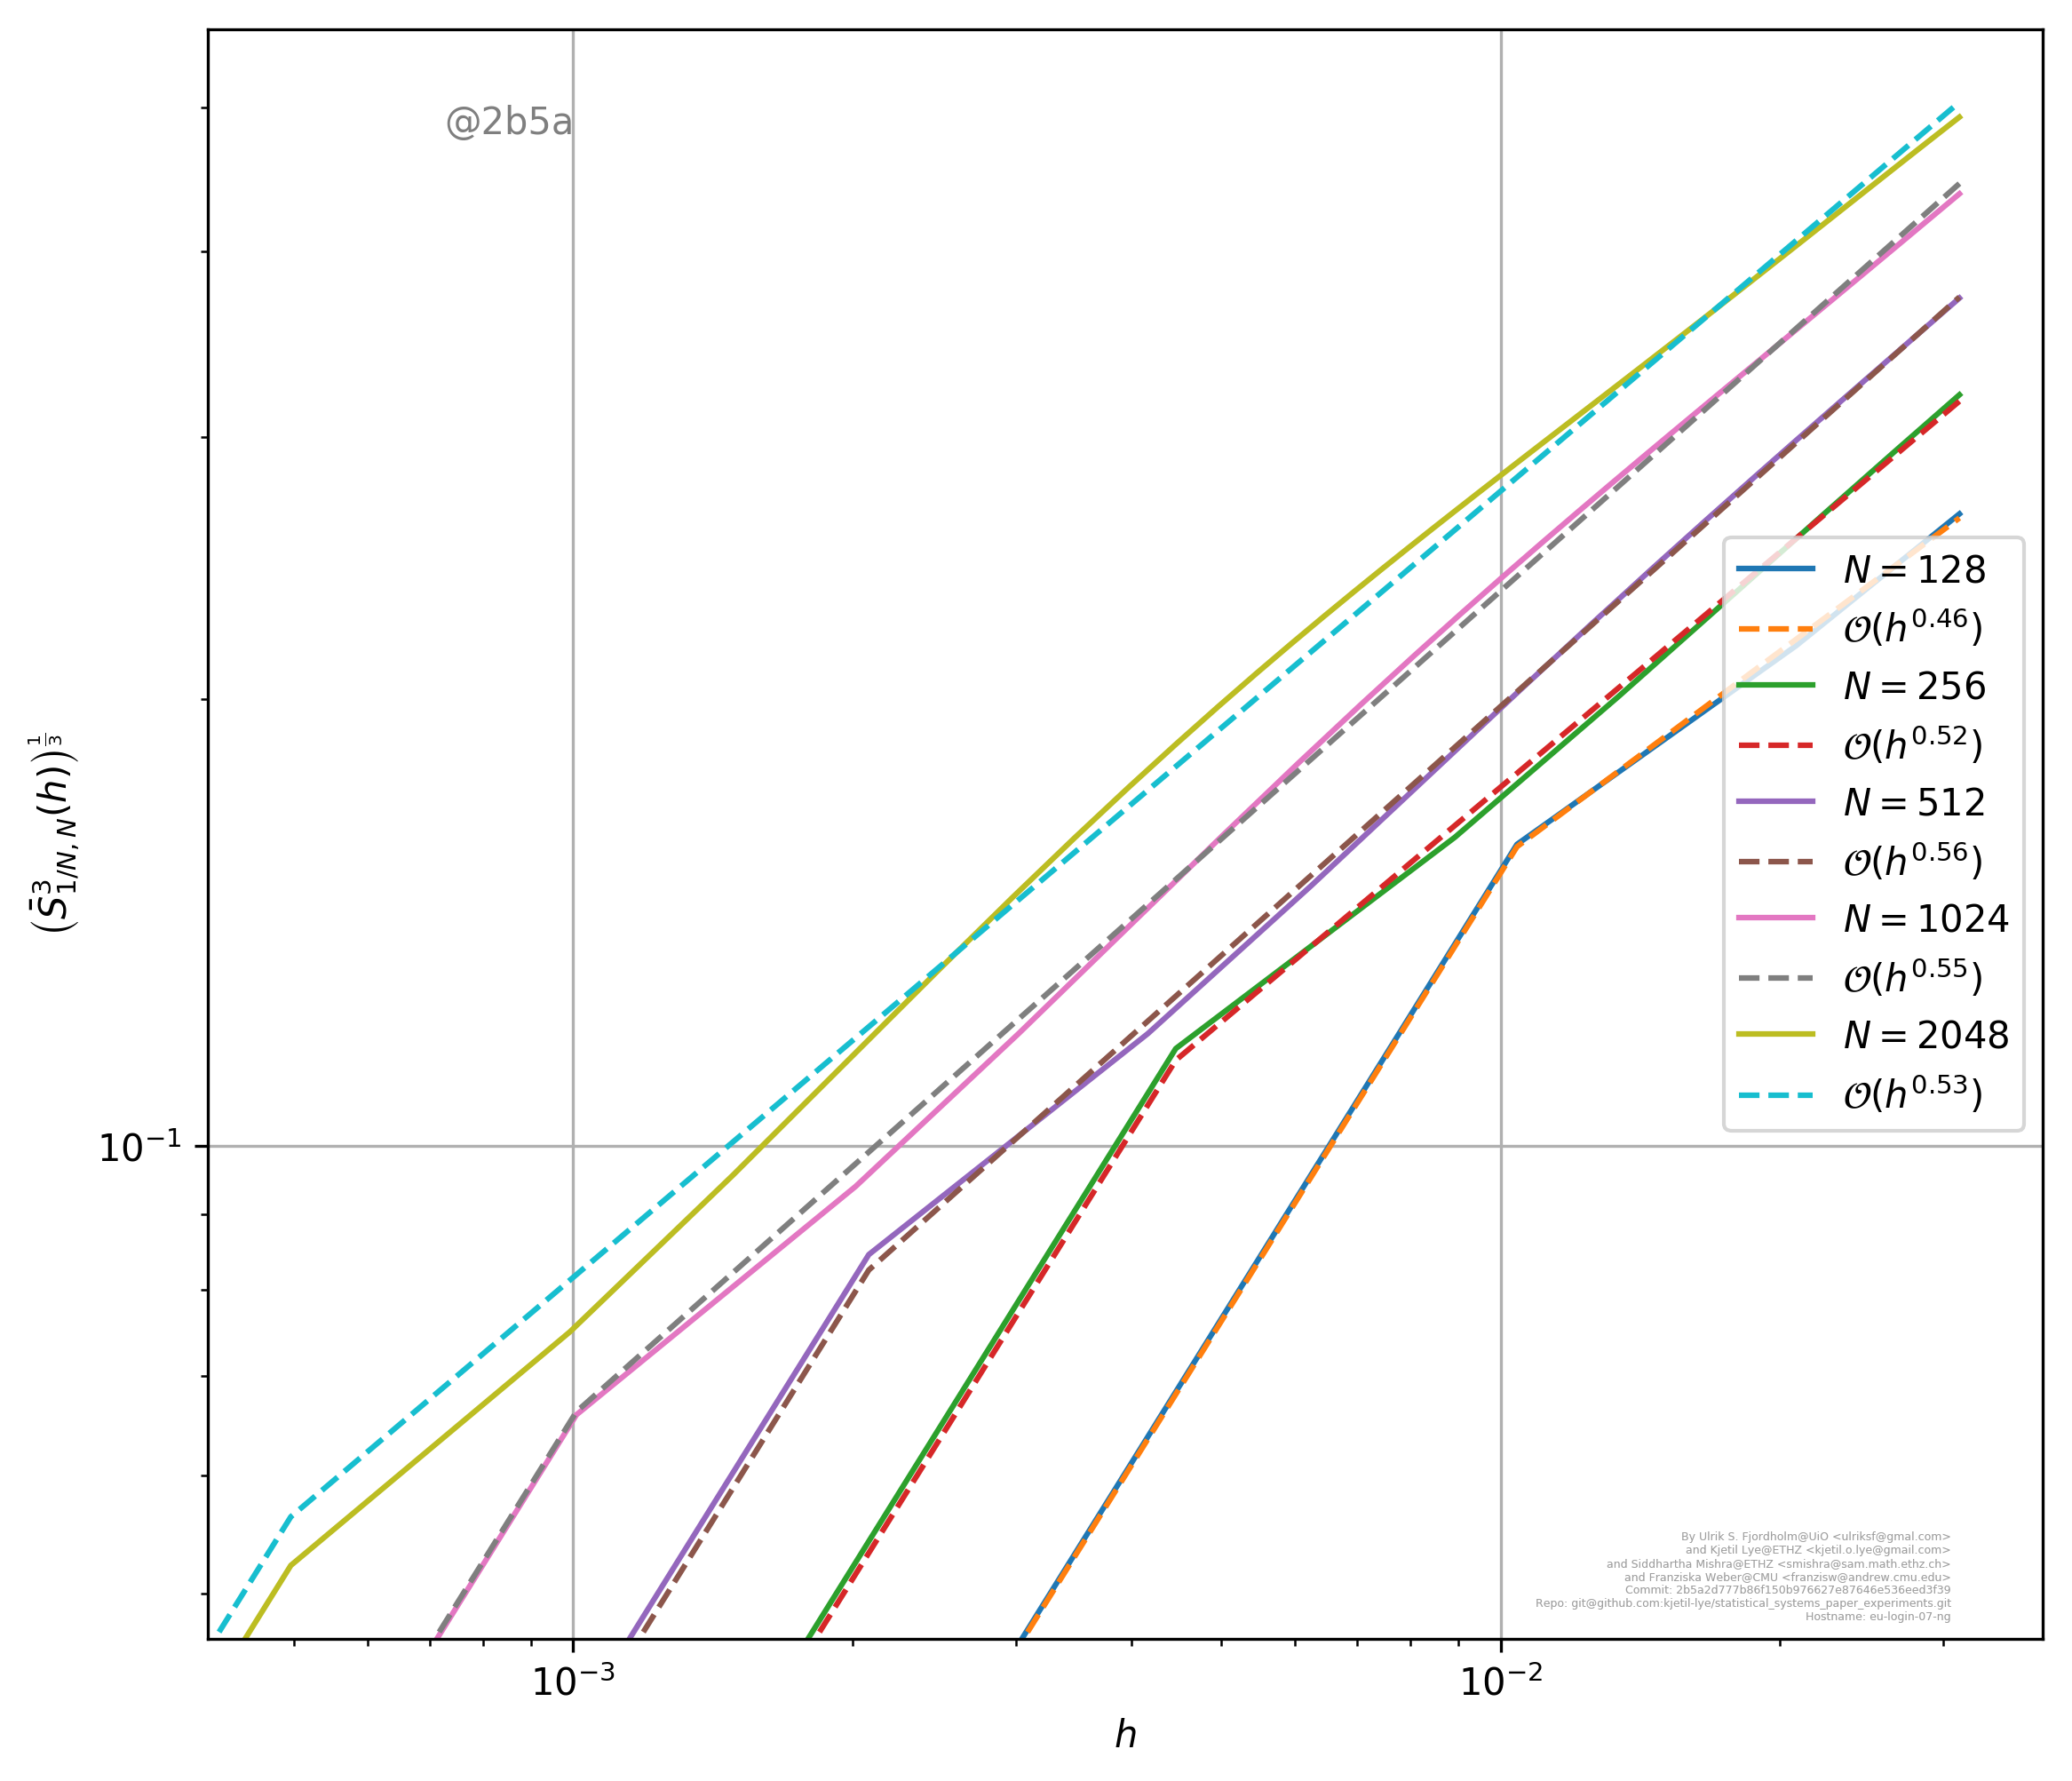 @2b5a
(S̄³_{1/N, N}(h))^{1/3}
10⁻¹
N = 128
𝒪(h^{0.46})
N = 256
𝒪(h^{0.52})
N = 512
𝒪(h^{0.56})
N = 1024
𝒪(h^{0.55})
N = 2048
𝒪(h^{0.53})
By Ulrik S. Fjordholm@UiO <ulriksf@gmal.com>
and Kjetil Lye@ETHZ <kjetil.o.lye@gmail.com>
and Siddhartha Mishra@ETHZ <smishra@sam.math.ethz.ch>
and Franziska Weber@CMU <franzisw@andrew.cmu.edu>
Commit: 2b5a2d777b86f150b976627e87646e536eed3f39
Repo: git@github.com:kjetil-lye/statistical_systems_paper_experiments.git
Hostname: eu-login-07-ng
10⁻³
10⁻²
h